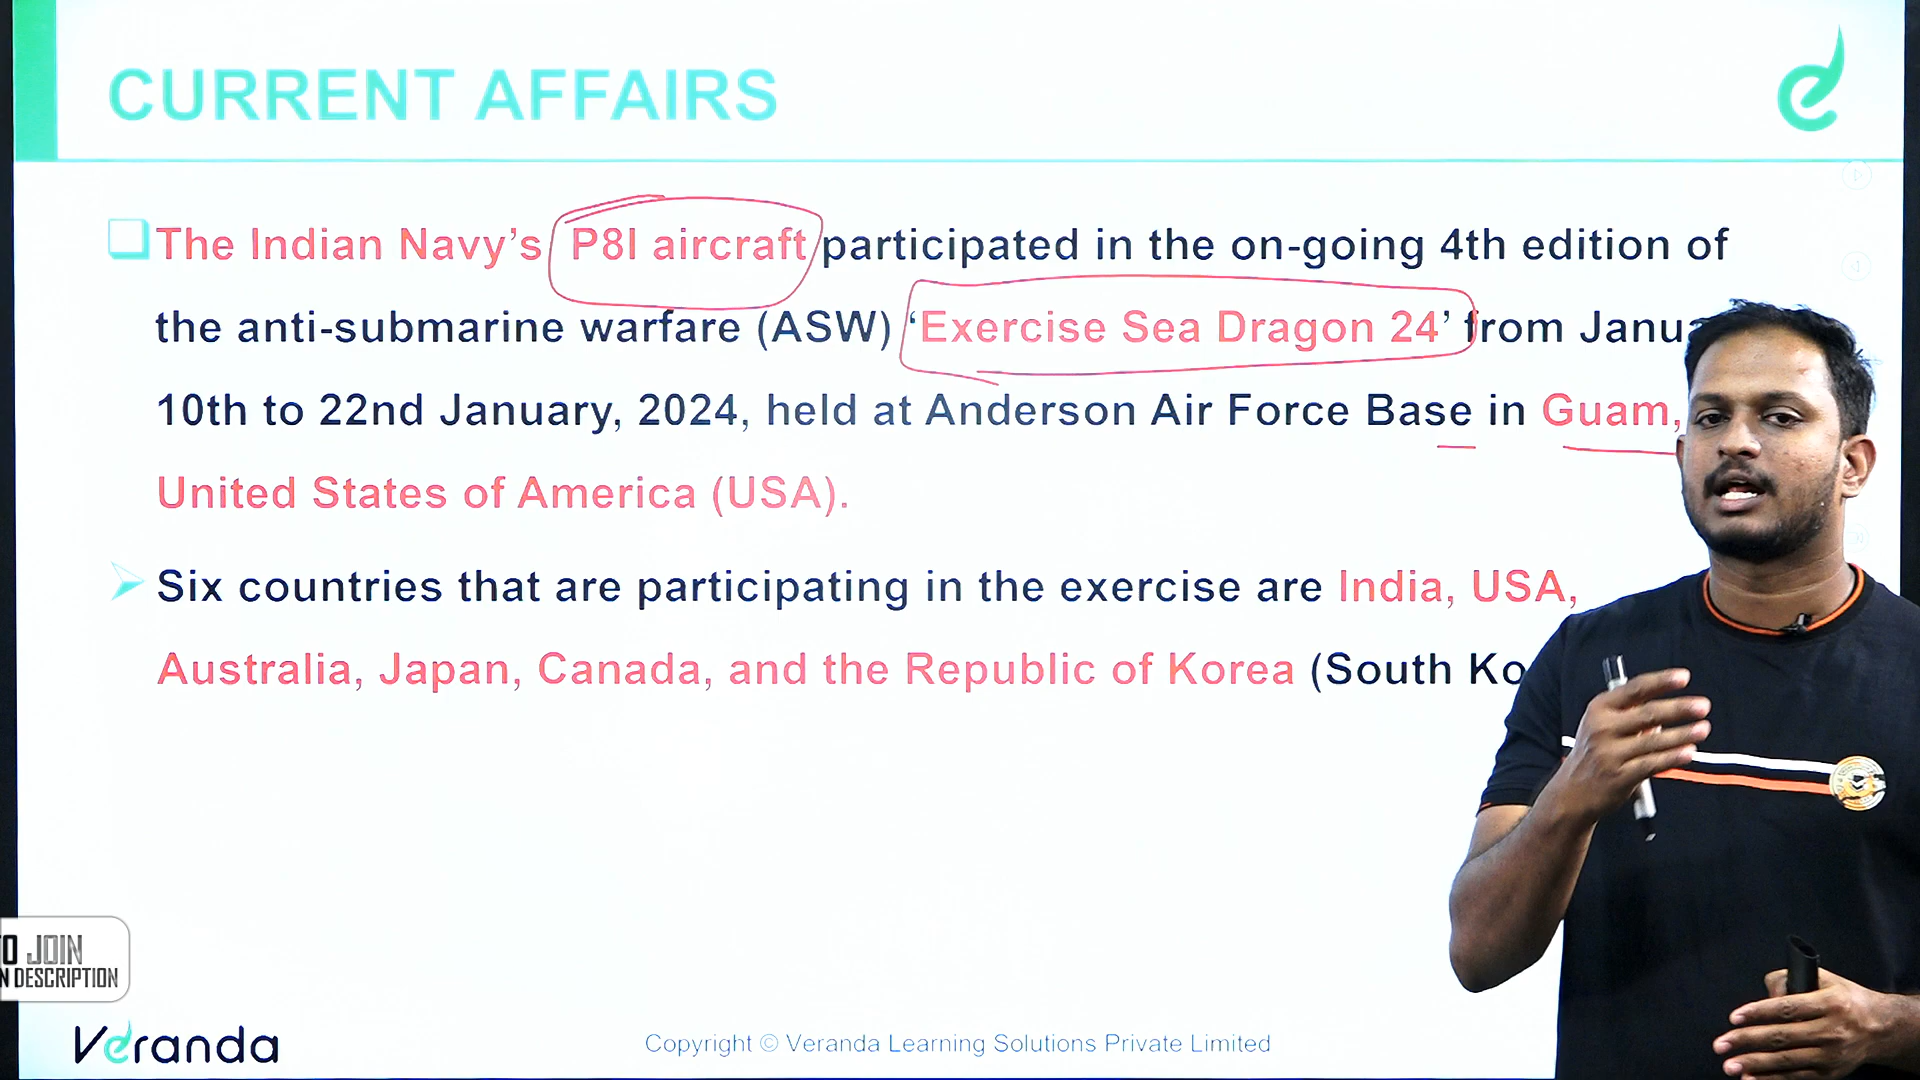 CURRENT AFFAIRS
The Indian Navy’s P8I aircraft participated in the on-going 4th edition of
the anti-submarine warfare (ASW) ‘Exercise Sea Dragon 24’ from
10th to 22nd January, 2024, held at Anderson Air Force Base in Guam,
United States of America (USA).
Six countries that are participating in the exercise are India, USA,
Australia, Japan, Canada, and the Republic of Korea (South
JOIN
DESCRIPTION
Veranda
Copyright © Veranda Learning Solutions Private Limited